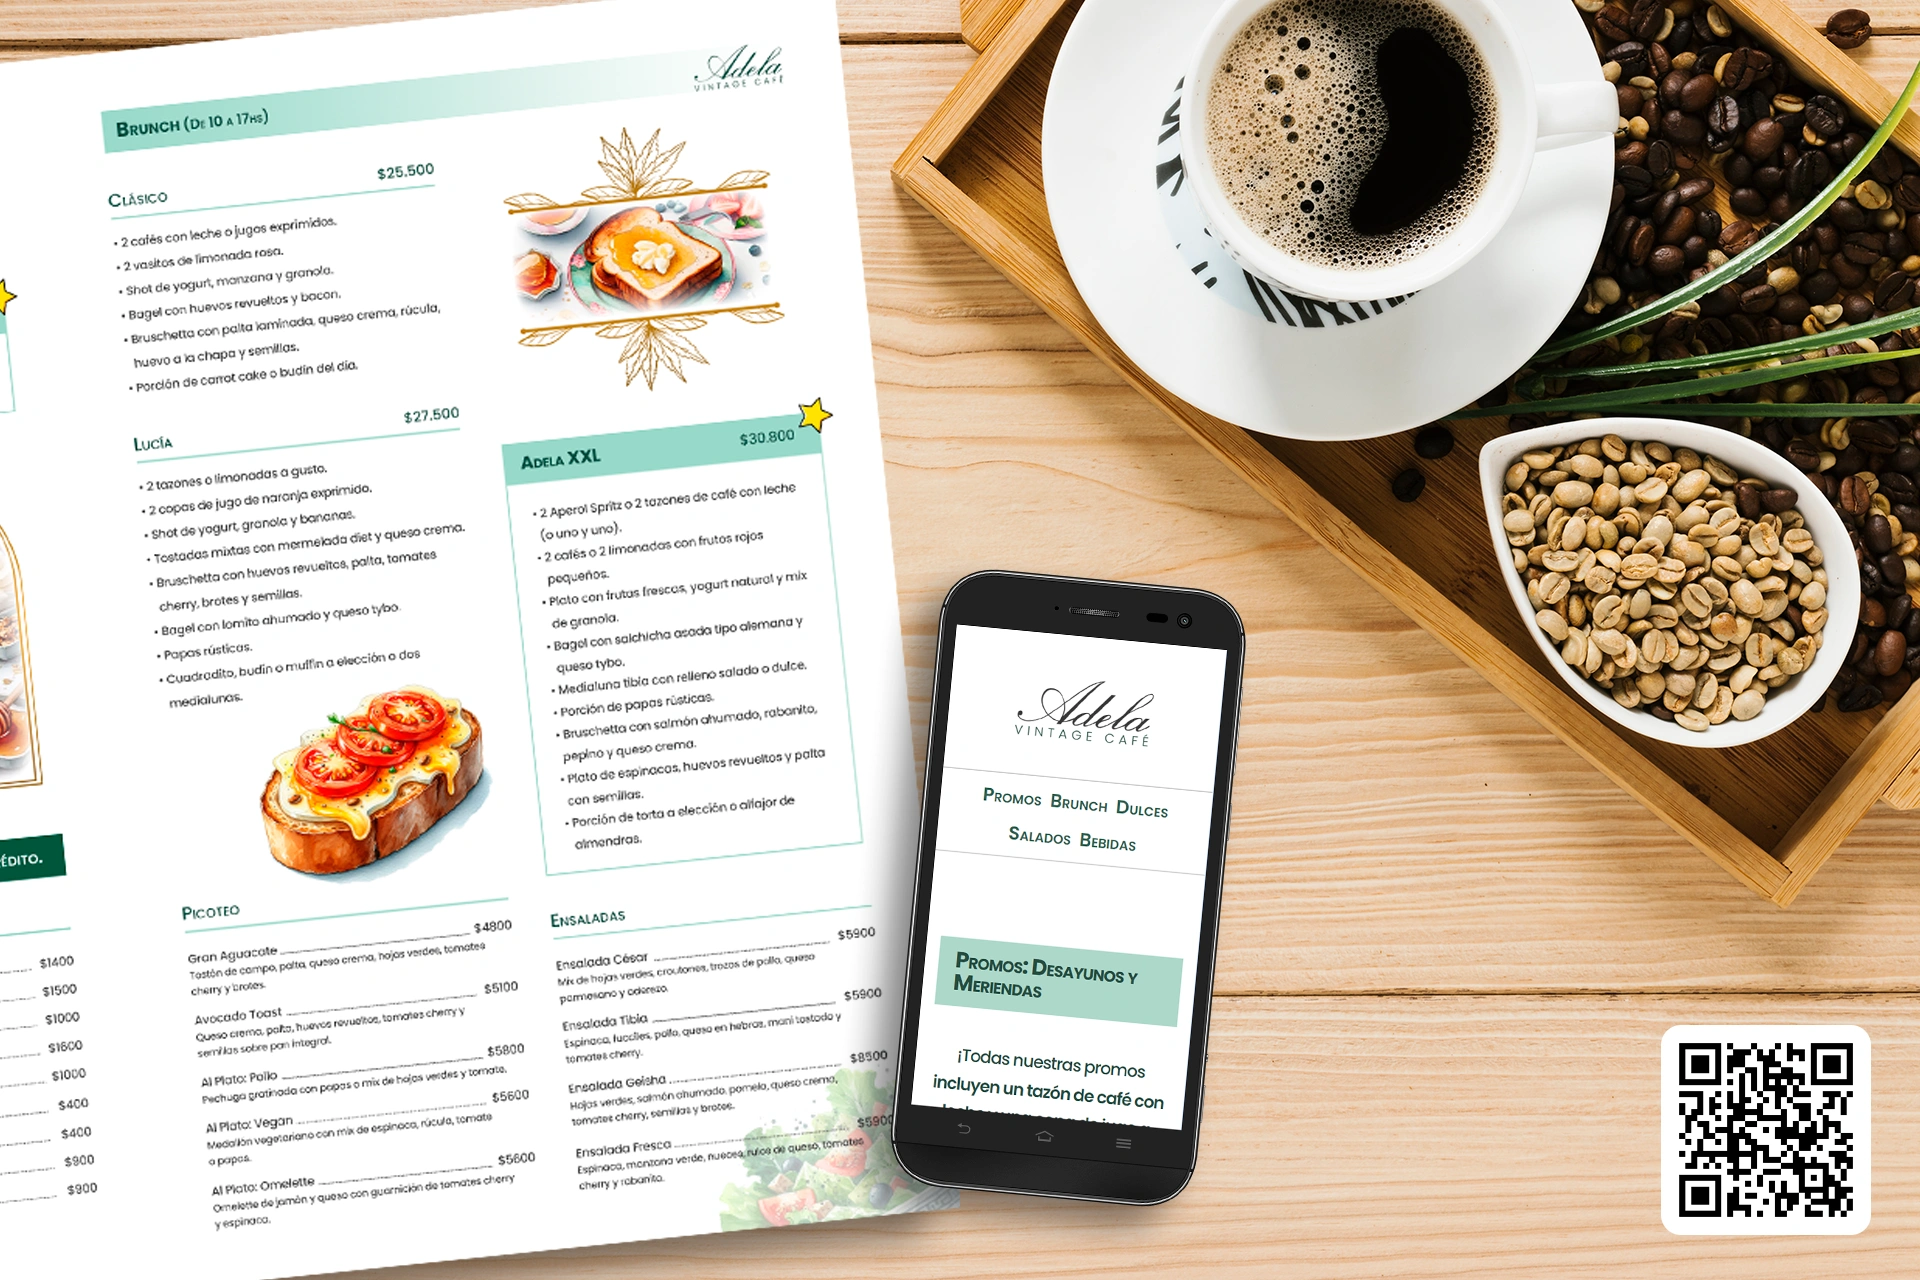 Adela
VINTAGE CAFÉ
BRUNCH (DE 10 A 17HS)
CLÁSICO
$25.500
• 2 cafés con leche o jugos exprimidos.
• 2 vasitos de limonada rosa.
• Shot de yogurt, manzana y granola.
• Bagel con huevos revueltos y bacon.
• Bruschetta con palta laminada, queso crema, rúcula,
huevo a la chapa y semillas.
• Porción de carrot cake o budín del día.
LUCÍA
$27.500
• 2 tazones o limonadas a gusto.
• 2 copas de jugo de naranja exprimido.
• Shot de yogurt, granola y bananas.
• Tostadas mixtas con mermelada diet y queso crema.
• Bruschetta con huevos revueltos, palta, tomates
cherry, brotes y semillas.
• Bagel con lomito ahumado y queso tybo.
• Papas rústicas.
• Cuadradito, budín o muffin a elección o dos
medialunas.
ADELA XXL
$30.800
• 2 Aperol Spritz o 2 tazones de café con leche
(o uno y uno).
• 2 cafés o 2 limonadas con frutos rojos
pequeños.
• Plato con frutas frescas, yogurt natural y mix
de granola.
• Bagel con salchicha asada tipo alemana y
queso tybo.
• Medialuna tibia con relleno salado o dulce.
• Porción de papas rústicas.
• Bruschetta con salmón ahumado, rabanito,
pepino y queso crema.
• Plato de espinacas, huevos revueltos y palta
con semillas.
• Porción de torta a elección o alfajor de
almendras.
ÉDITO.
$1400
$1500
$1000
$1600
$1000
$400
$400
$900
$900
PICOTEO
Gran Aguacate $4800
Tostón de campo, palta, queso crema, hojas verdes, tomates
cherry y brotes.
Avocado Toast $5100
Queso crema, palta, huevos revueltos, tomates cherry y
semillas sobre pan integral.
Al Plato: Pollo $5800
Pechuga gratinada con papas o mix de hojas verdes y tomate.
Al Plato: Vegan $5600
Medallón vegetariano con mix de espinaca, rúcula, tomate
o papas.
Al Plato: Omelette $5600
Omelette de jamón y queso con guarnición de tomates cherry
y espinaca.
ENSALADAS
Ensalada César $5900
Mix de hojas verdes, croutones, trozos de pollo, queso
parmesano y aderezo.
Ensalada Tibia $5900
Espinaca, fucciles, pollo, queso en hebras, maní tostado y
tomates cherry.
Ensalada Geisha $8500
Hojas verdes, salmón ahumado, pomelo, queso crema,
tomates cherry, semillas y brotes.
Ensalada Fresca $5900
Espinaca, manzana verde, nueces, rulos de queso, tomates
cherry y rabanito.
Adela
VINTAGE CAFÉ
PROMOS BRUNCH DULCES
SALADOS BEBIDAS
PROMOS: DESAYUNOS Y
MERIENDAS
¡Todas nuestras promos
incluyen un tazón de café con